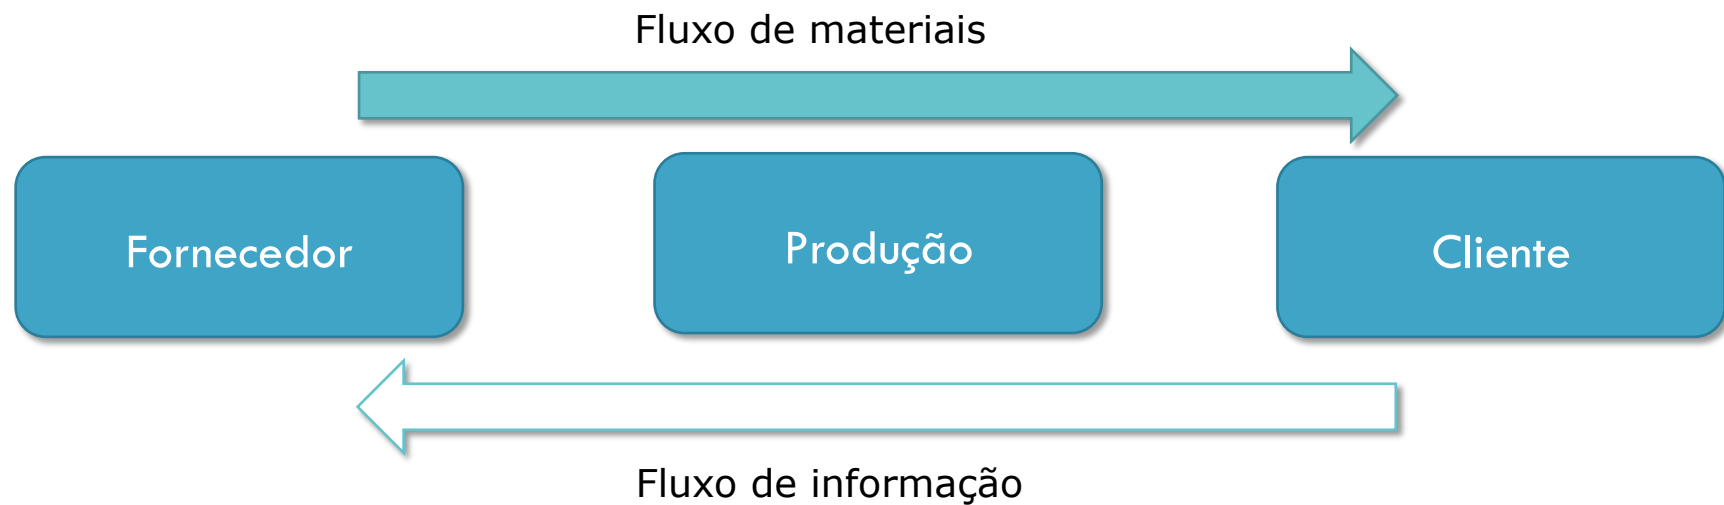 Fluxo de materiais
Fornecedor
Produção
Cliente
Fluxo de informação